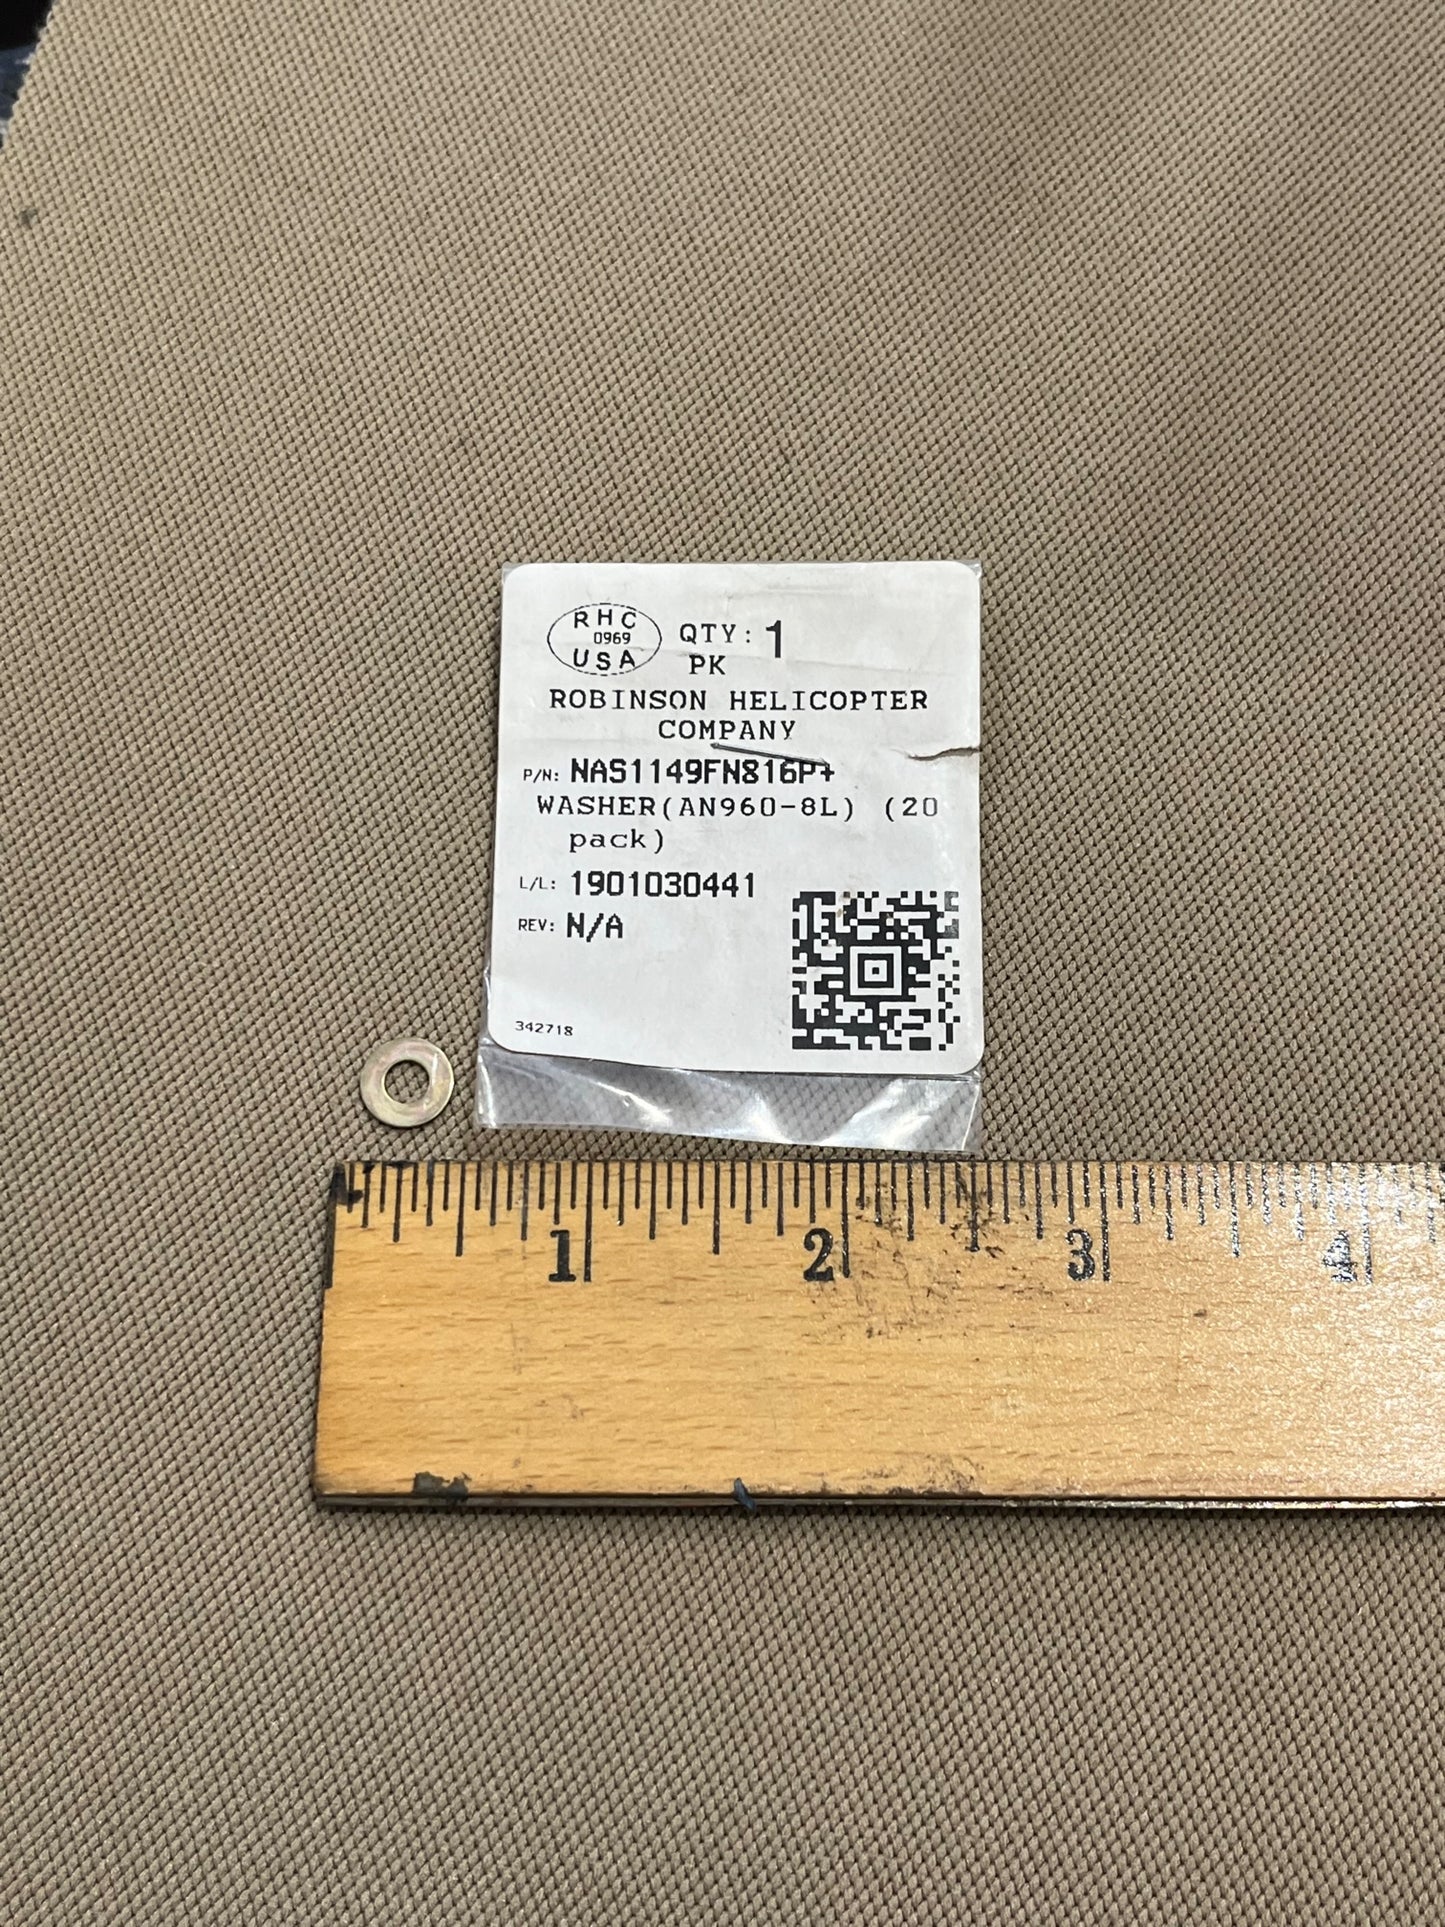 RHC
0969
USA
QTY: 1
PK
ROBINSON HELICOPTER
COMPANY
P/N: NAS1149FN816P+
WASHER(AN960-8L) (20
pack)
L/L: 1901030441
REV: N/A
342718
1 2 3 4